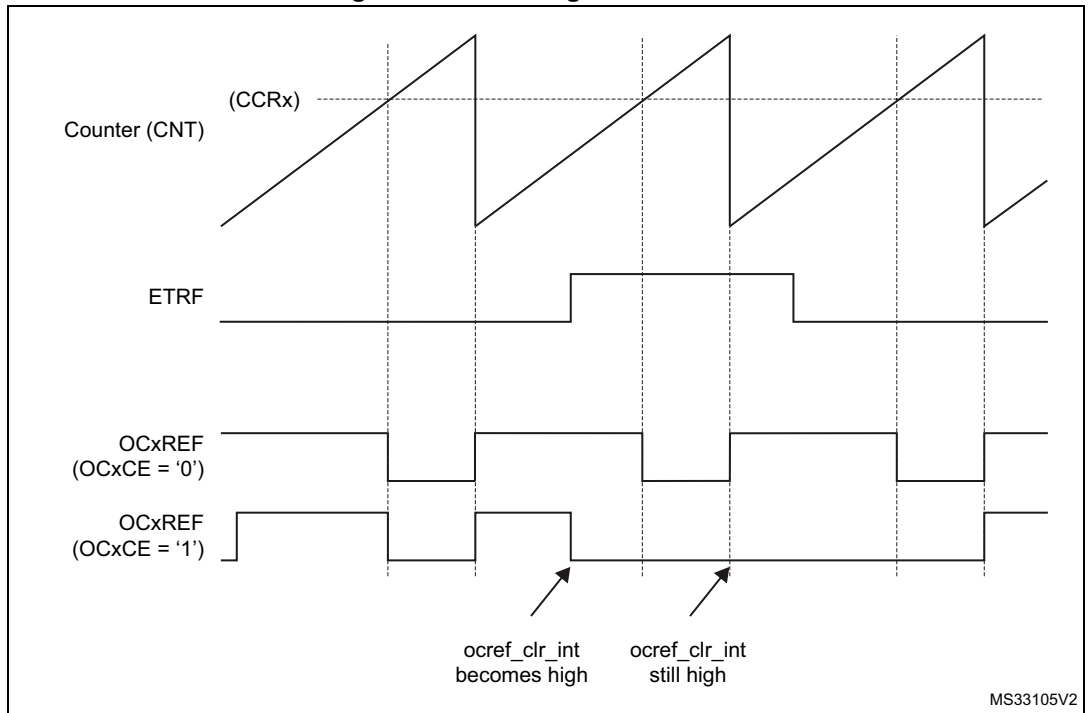 (CCRx)
Counter (CNT)
ETRF
OCxREF
(OCxCE = ‘0’)
OCxREF
(OCxCE = ‘1’)
ocref_clr_int
becomes high
ocref_clr_int
still high
MS33105V2